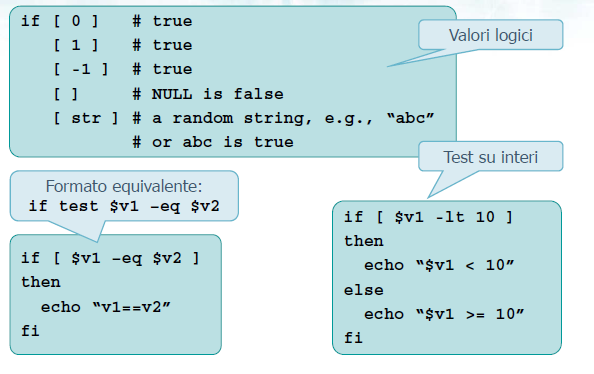 if [ 0 ] # true
[ 1 ] # true
[ -1 ] # true
[ ] # NULL is false
[ str ] # a random string, e.g., “abc”
# or abc is true
Valori logici
Test su interi
Formato equivalente:
if test $v1 –eq $v2
if [ $v1 –eq $v2 ]
then
echo “v1==v2”
fi
if [ $v1 -lt 10 ]
then
echo “$v1 < 10”
else
echo “$v1 >= 10”
fi